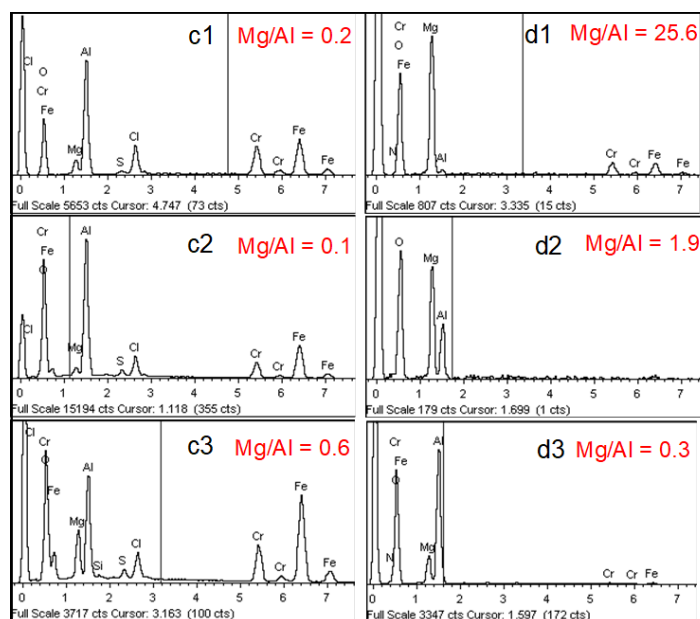 c1 Mg/Al = 0.2
Cl
O
Cr
Fe
Mg
Al
S
Cl
Cr
Cr
Fe
Fe
0 1 2 3 4 5 6 7
Full Scale 5653 cts Cursor: 4.747 (73 cts)
d1 Mg/Al = 25.6
Cr
O
Fe
N
Mg
Al
Cr
Cr
Fe
Fe
0 1 2 3 4 5 6 7
Full Scale 807 cts Cursor: 3.335 (15 cts)
c2 Mg/Al = 0.1
Cr
Fe
O
Cl
Mg
Al
S
Cl
Cr
Cr
Fe
Fe
0 1 2 3 4 5 6 7
Full Scale 15194 cts Cursor: 1.118 (355 cts)
d2 Mg/Al = 1.9
O
Mg
Al
0 1 2 3 4 5 6 7
Full Scale 179 cts Cursor: 1.699 (1 cts)
c3 Mg/Al = 0.6
Cl
Cr
O
Fe
Mg
Al
Si
S
Cl
Cr
Cr
Fe
Fe
0 1 2 3 4 5 6 7
Full Scale 3717 cts Cursor: 3.163 (100 cts)
d3 Mg/Al = 0.3
Cr
Fe
O
N
Mg
Al
Cr
Cr
Fe
0 1 2 3 4 5 6 7
Full Scale 3347 cts Cursor: 1.597 (172 cts)